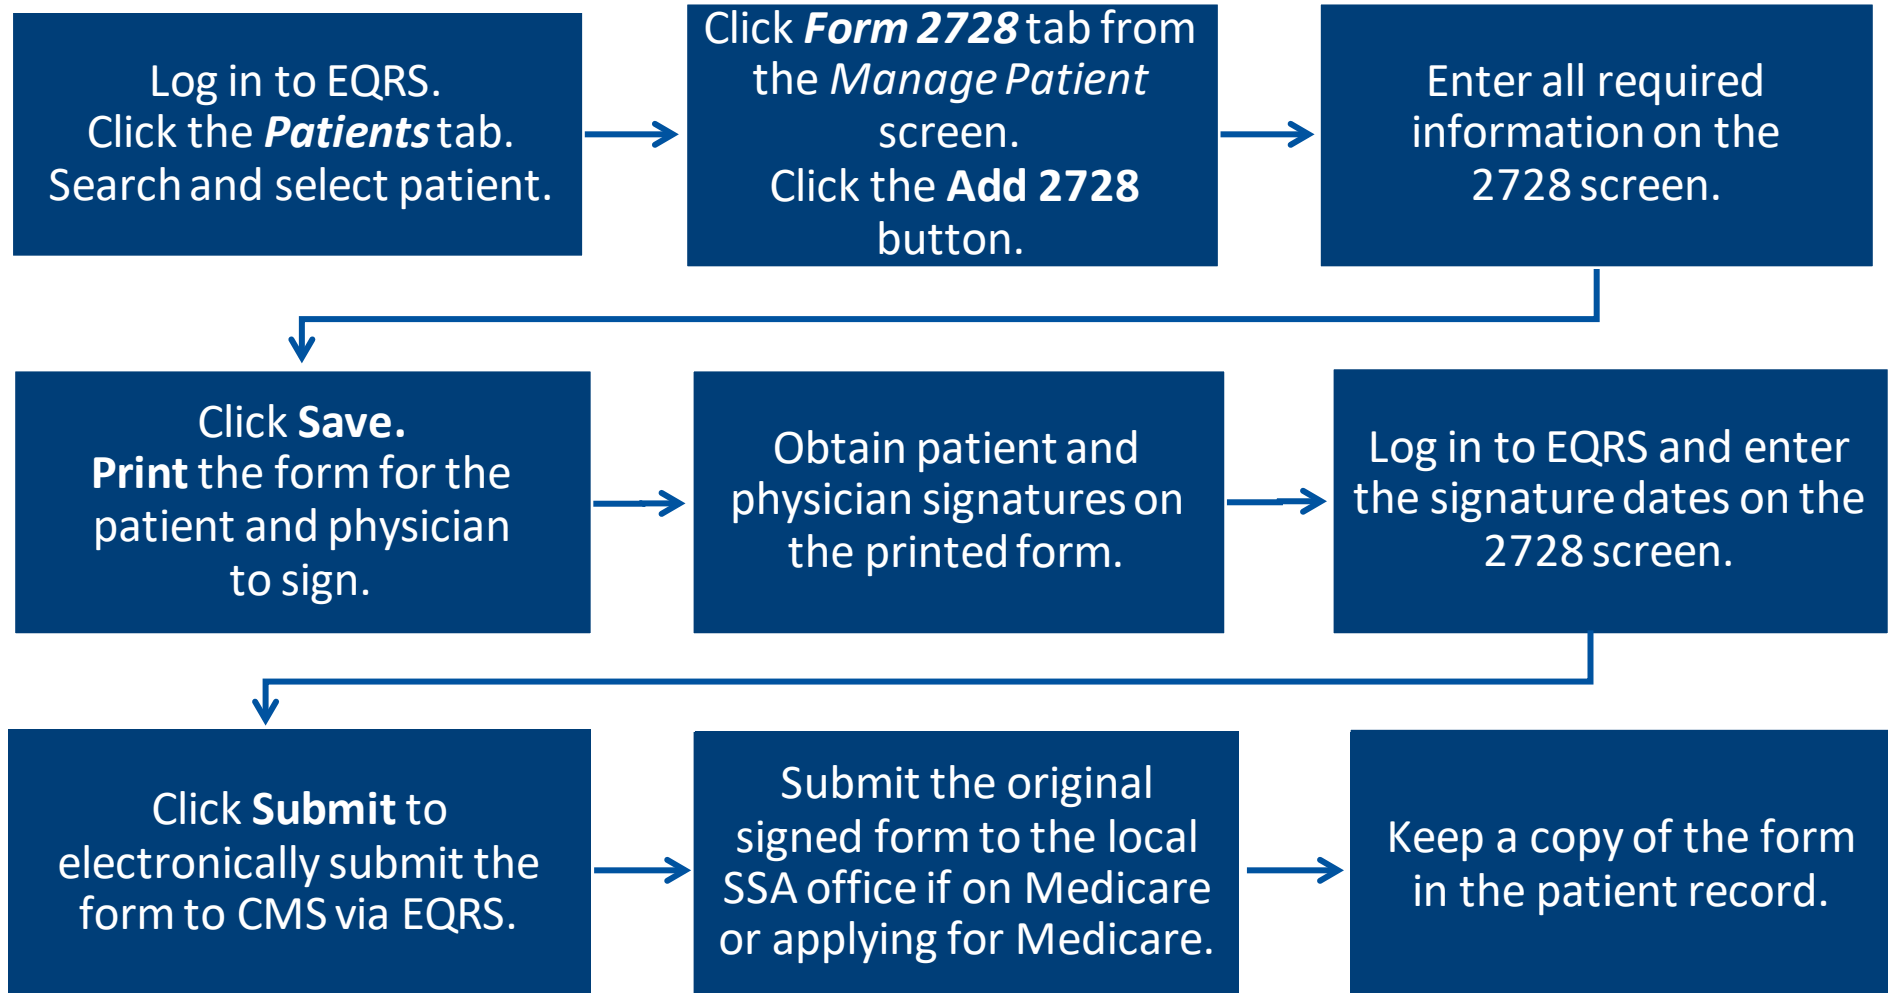 Log in to EQRS.
Click the Patients tab.
Search and select patient.
Click Form 2728 tab from
the Manage Patient
screen.
Click the Add 2728
button.
Enter all required
information on the
2728 screen.
Click Save.
Print the form for the
patient and physician
to sign.
Obtain patient and
physician signatures on
the printed form.
Log in to EQRS and enter
the signature dates on the
2728 screen.
Click Submit to
electronically submit the
form to CMS via EQRS.
Submit the original
signed form to the local
SSA office if on Medicare
or applying for Medicare.
Keep a copy of the form
in the patient record.